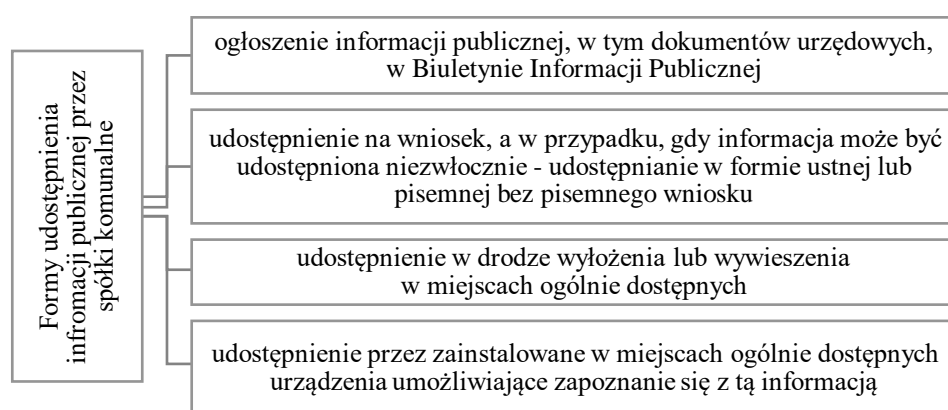 Formy udostępnienia
infromacji publicznej przez
spółki komunalne
ogłoszenie informacji publicznej, w tym dokumentów urzędowych,
w Biuletynie Informacji Publicznej
udostępnienie na wniosek, a w przypadku, gdy informacja może być
udostępniona niezwłocznie - udostępnianie w formie ustnej lub
pisemnej bez pisemnego wniosku
udostępnienie w drodze wyłożenia lub wywieszenia
w miejscach ogólnie dostępnych
udostępnienie przez zainstalowane w miejscach ogólnie dostępnych
urządzenia umożliwiające zapoznanie się z tą informacją